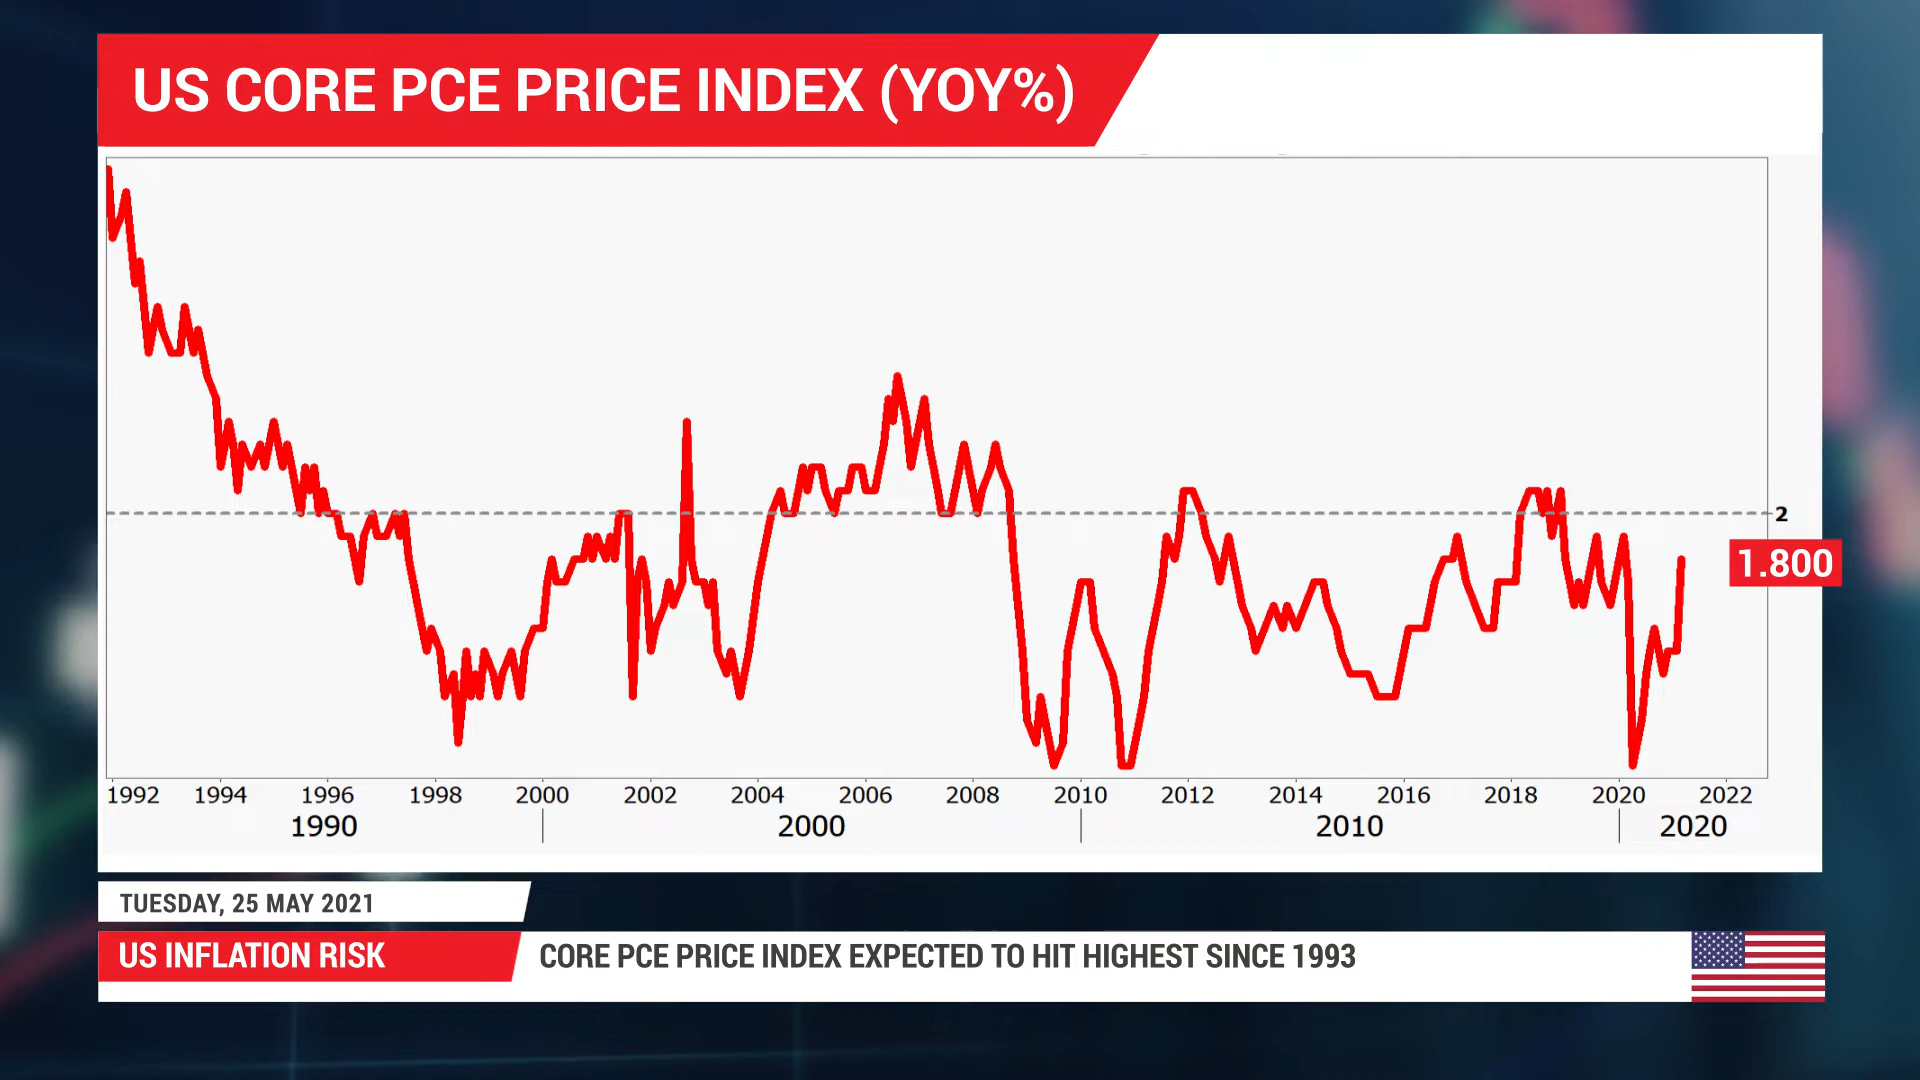 US CORE PCE PRICE INDEX (YOY%)
2
1.800
1992 1994 1996 1998 2000 2002 2004 2006 2008 2010 2012 2014 2016 2018 2020 2022
1990 2000 2010 2020
TUESDAY, 25 MAY 2021
US INFLATION RISK
CORE PCE PRICE INDEX EXPECTED TO HIT HIGHEST SINCE 1993